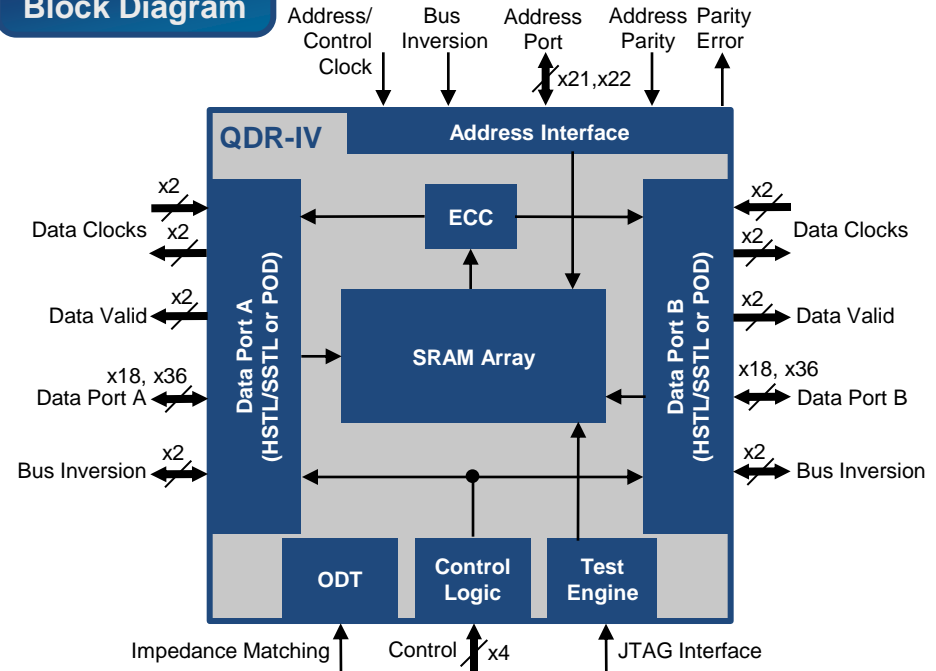 Block Diagram
Address/
Control
Clock
Bus
Inversion
Address
Port
x21,x22
Address
Parity
Parity
Error
QDR-IV
Address Interface
x2
Data Clocks
x2
x2
Data Valid
x18, x36
Data Port A
x2
Bus Inversion
Data Port A
(HSTL/SSTL or POD)
ECC
SRAM Array
Data Port B
(HSTL/SSTL or POD)
x2
Data Clocks
x2
x2
Data Valid
x18, x36
Data Port B
x2
Bus Inversion
ODT
Control
Logic
Test
Engine
Impedance Matching
Control
x4
JTAG Interface